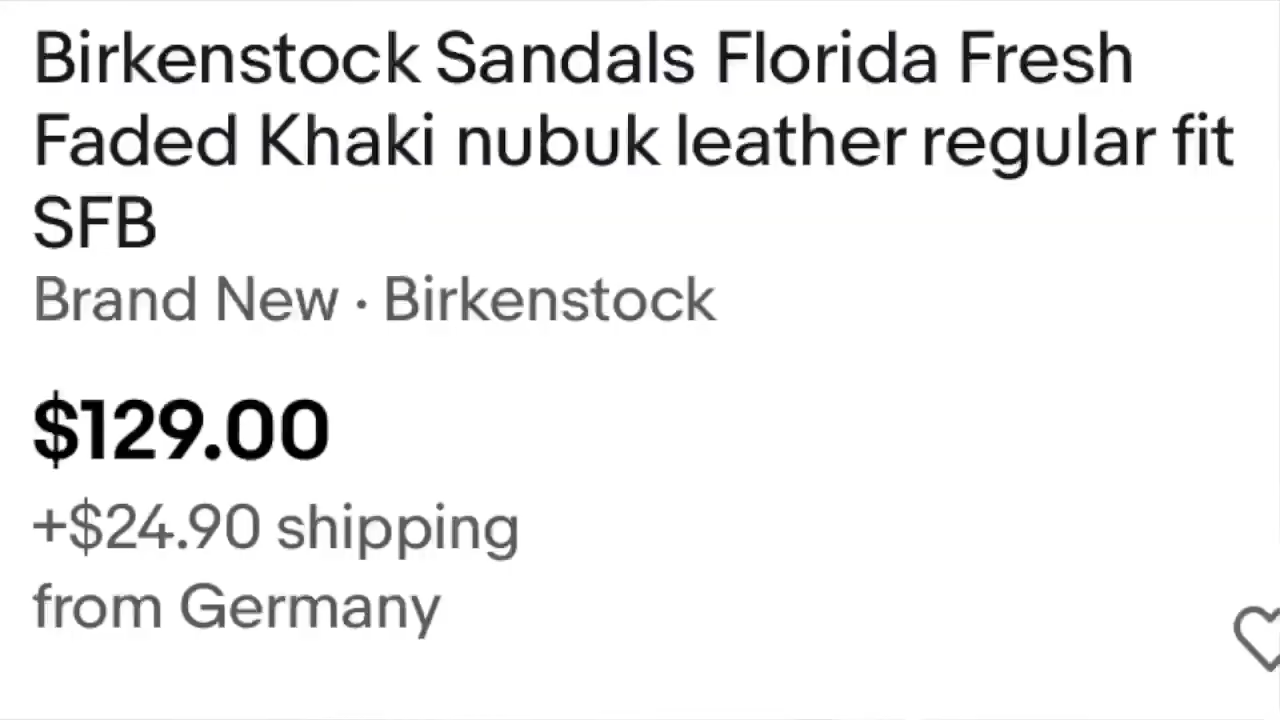 Birkenstock Sandals Florida Fresh
Faded Khaki nubuk leather regular fit
SFB
Brand New · Birkenstock
$129.00
+$24.90 shipping
from Germany